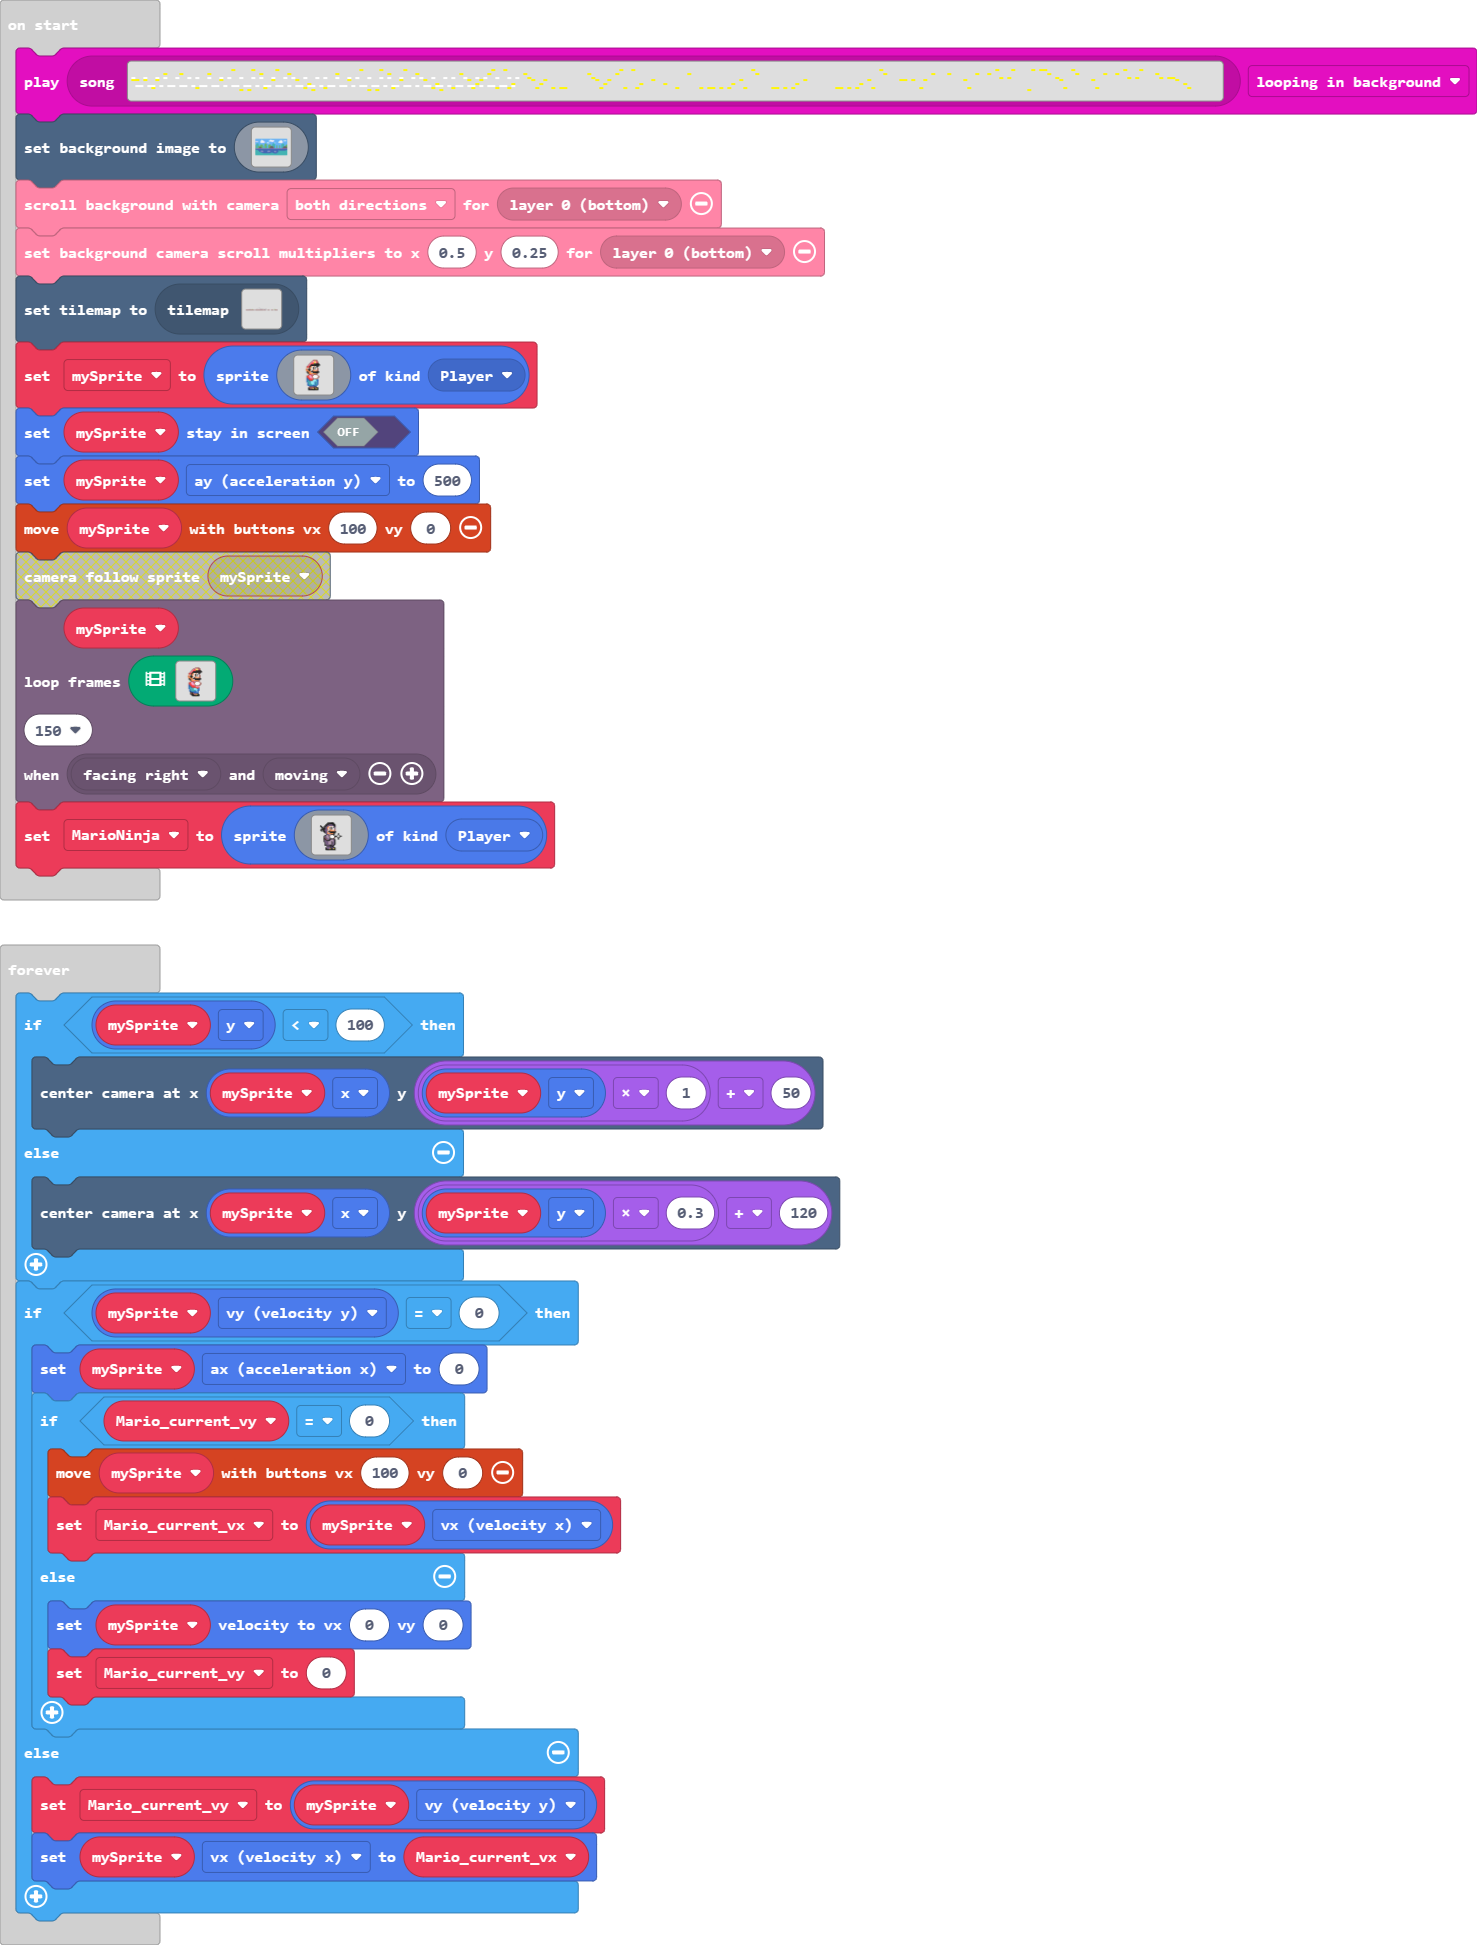 on start
play song looping in background
set background image to
scroll background with camera both directions for layer 0 (bottom)
set background camera scroll multipliers to x 0.5 y 0.25 for layer 0 (bottom)
set tilemap to tilemap
set mySprite to sprite of kind Player
set mySprite stay in screen OFF
set mySprite ay (acceleration y) to 500
move mySprite with buttons vx 100 vy 0
camera follow sprite mySprite
mySprite
loop frames
150
when facing right and moving
set MarioNinja to sprite of kind Player
forever
if mySprite y < 100 then
center camera at x mySprite x y mySprite y × 1 + 50
else
center camera at x mySprite x y mySprite y × 0.3 + 120
if mySprite vy (velocity y) = 0 then
set mySprite ax (acceleration x) to 0
if Mario_current_vy = 0 then
move mySprite with buttons vx 100 vy 0
set Mario_current_vx to mySprite vx (velocity x)
else
set mySprite velocity to vx 0 vy 0
set Mario_current_vy to 0
else
set Mario_current_vy to mySprite vy (velocity y)
set mySprite vx (velocity x) to Mario_current_vx